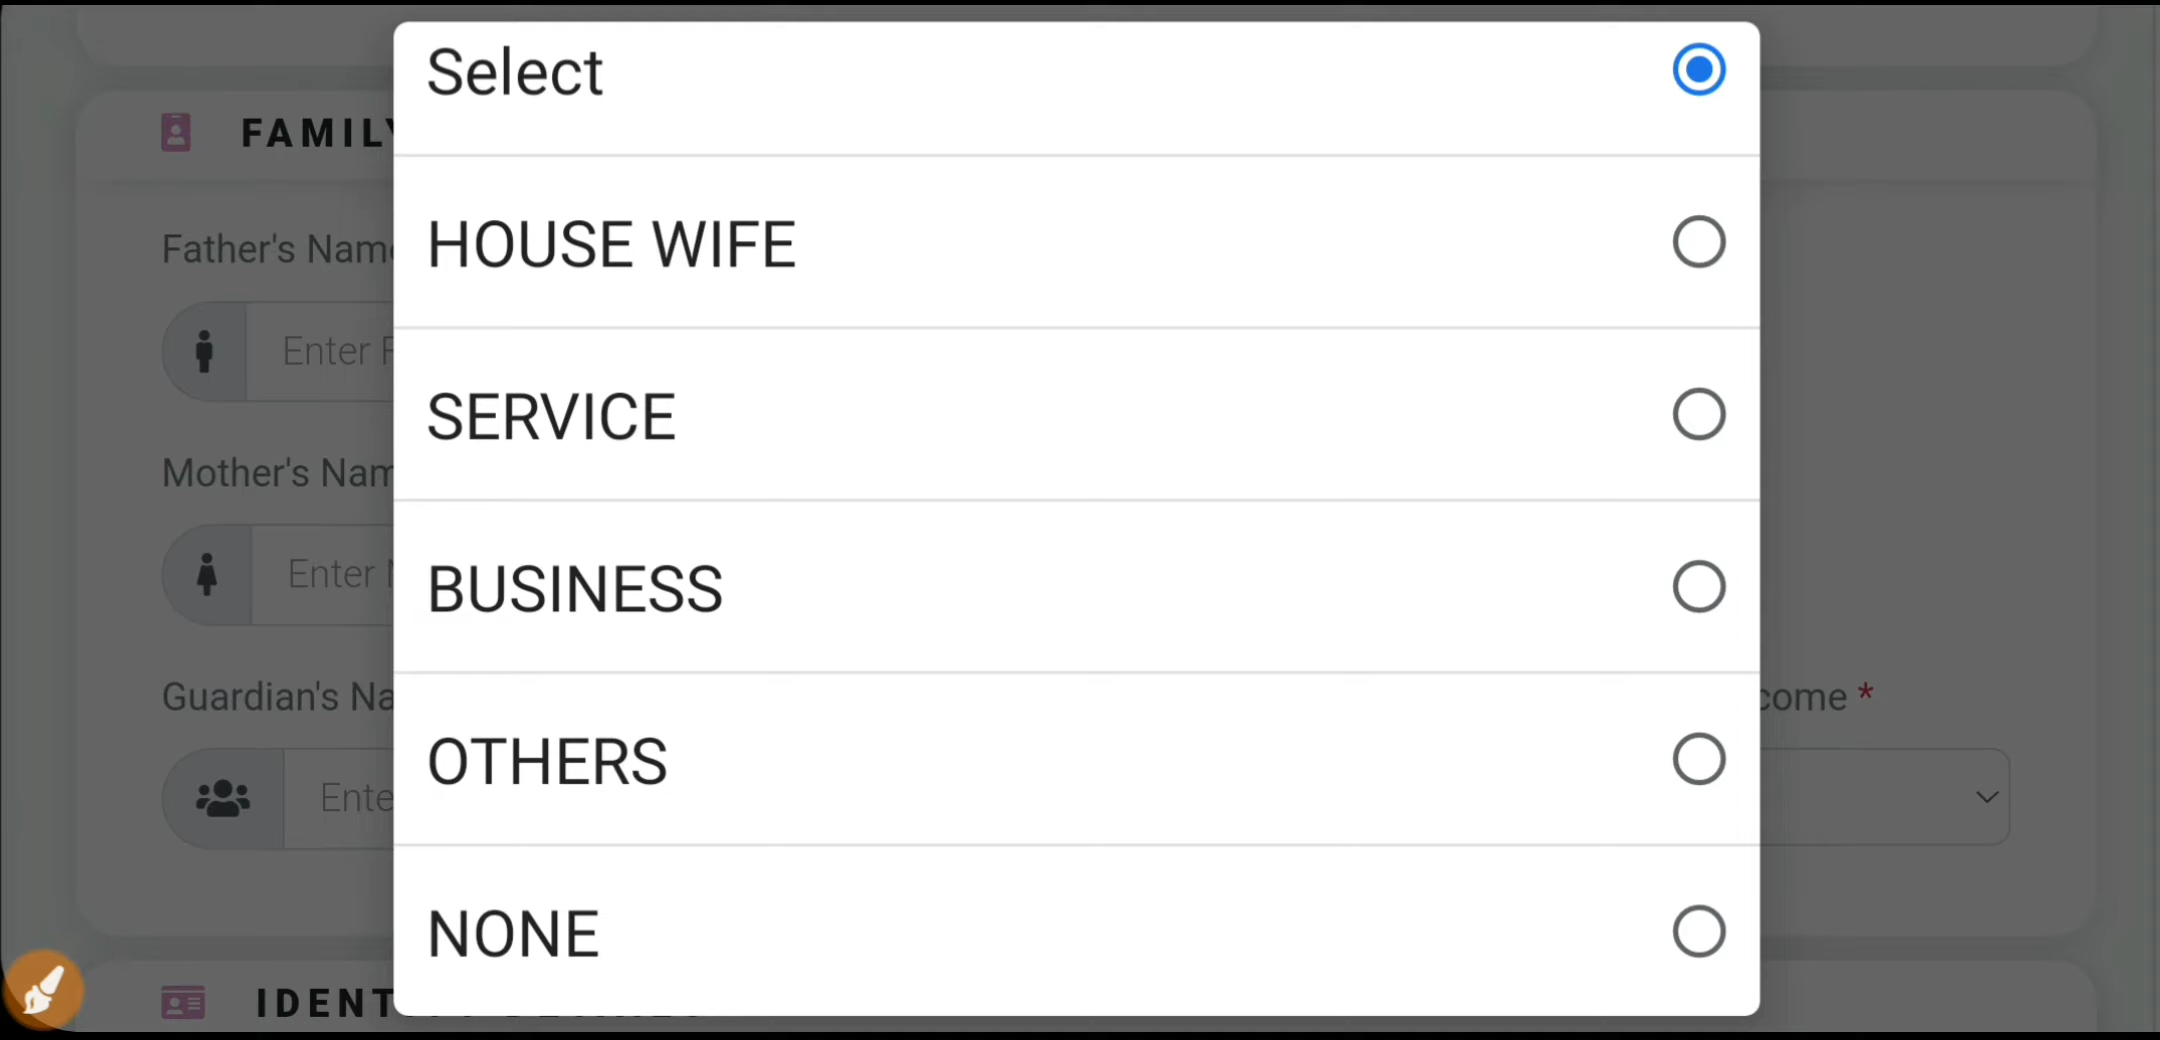 Select
FAMILY
HOUSE WIFE
Father's Name
SERVICE
Enter
Mother's Nam
BUSINESS
Enter
Guardian's Na
come *
OTHERS
Ente
NONE
IDENT